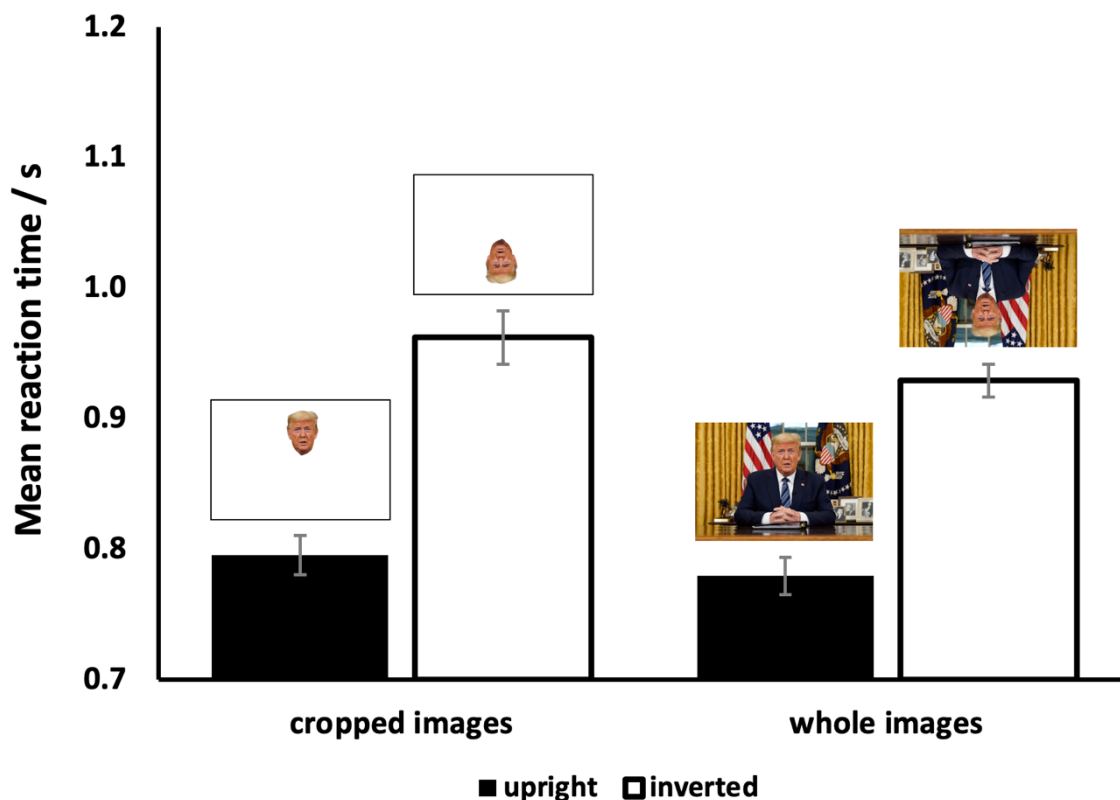 Mean reaction time / s
1.2
1.1
1.0
0.9
0.8
0.7
cropped images
whole images
upright
inverted